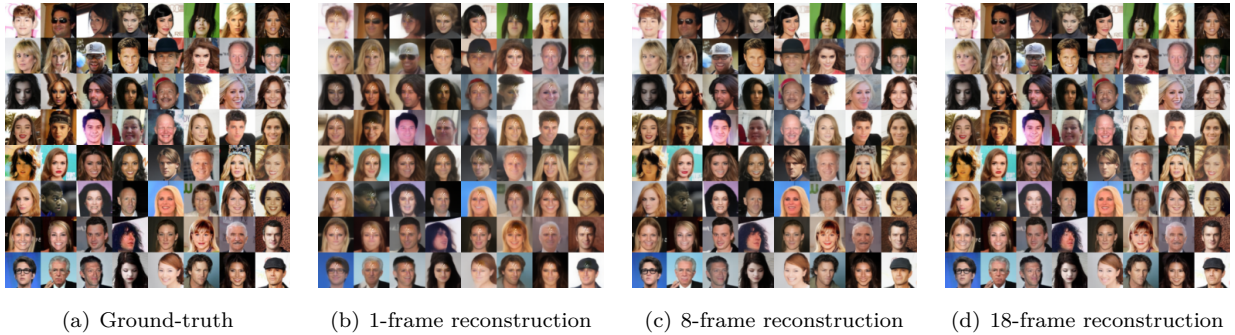 (a) Ground-truth
(b) 1-frame reconstruction
(c) 8-frame reconstruction
(d) 18-frame reconstruction